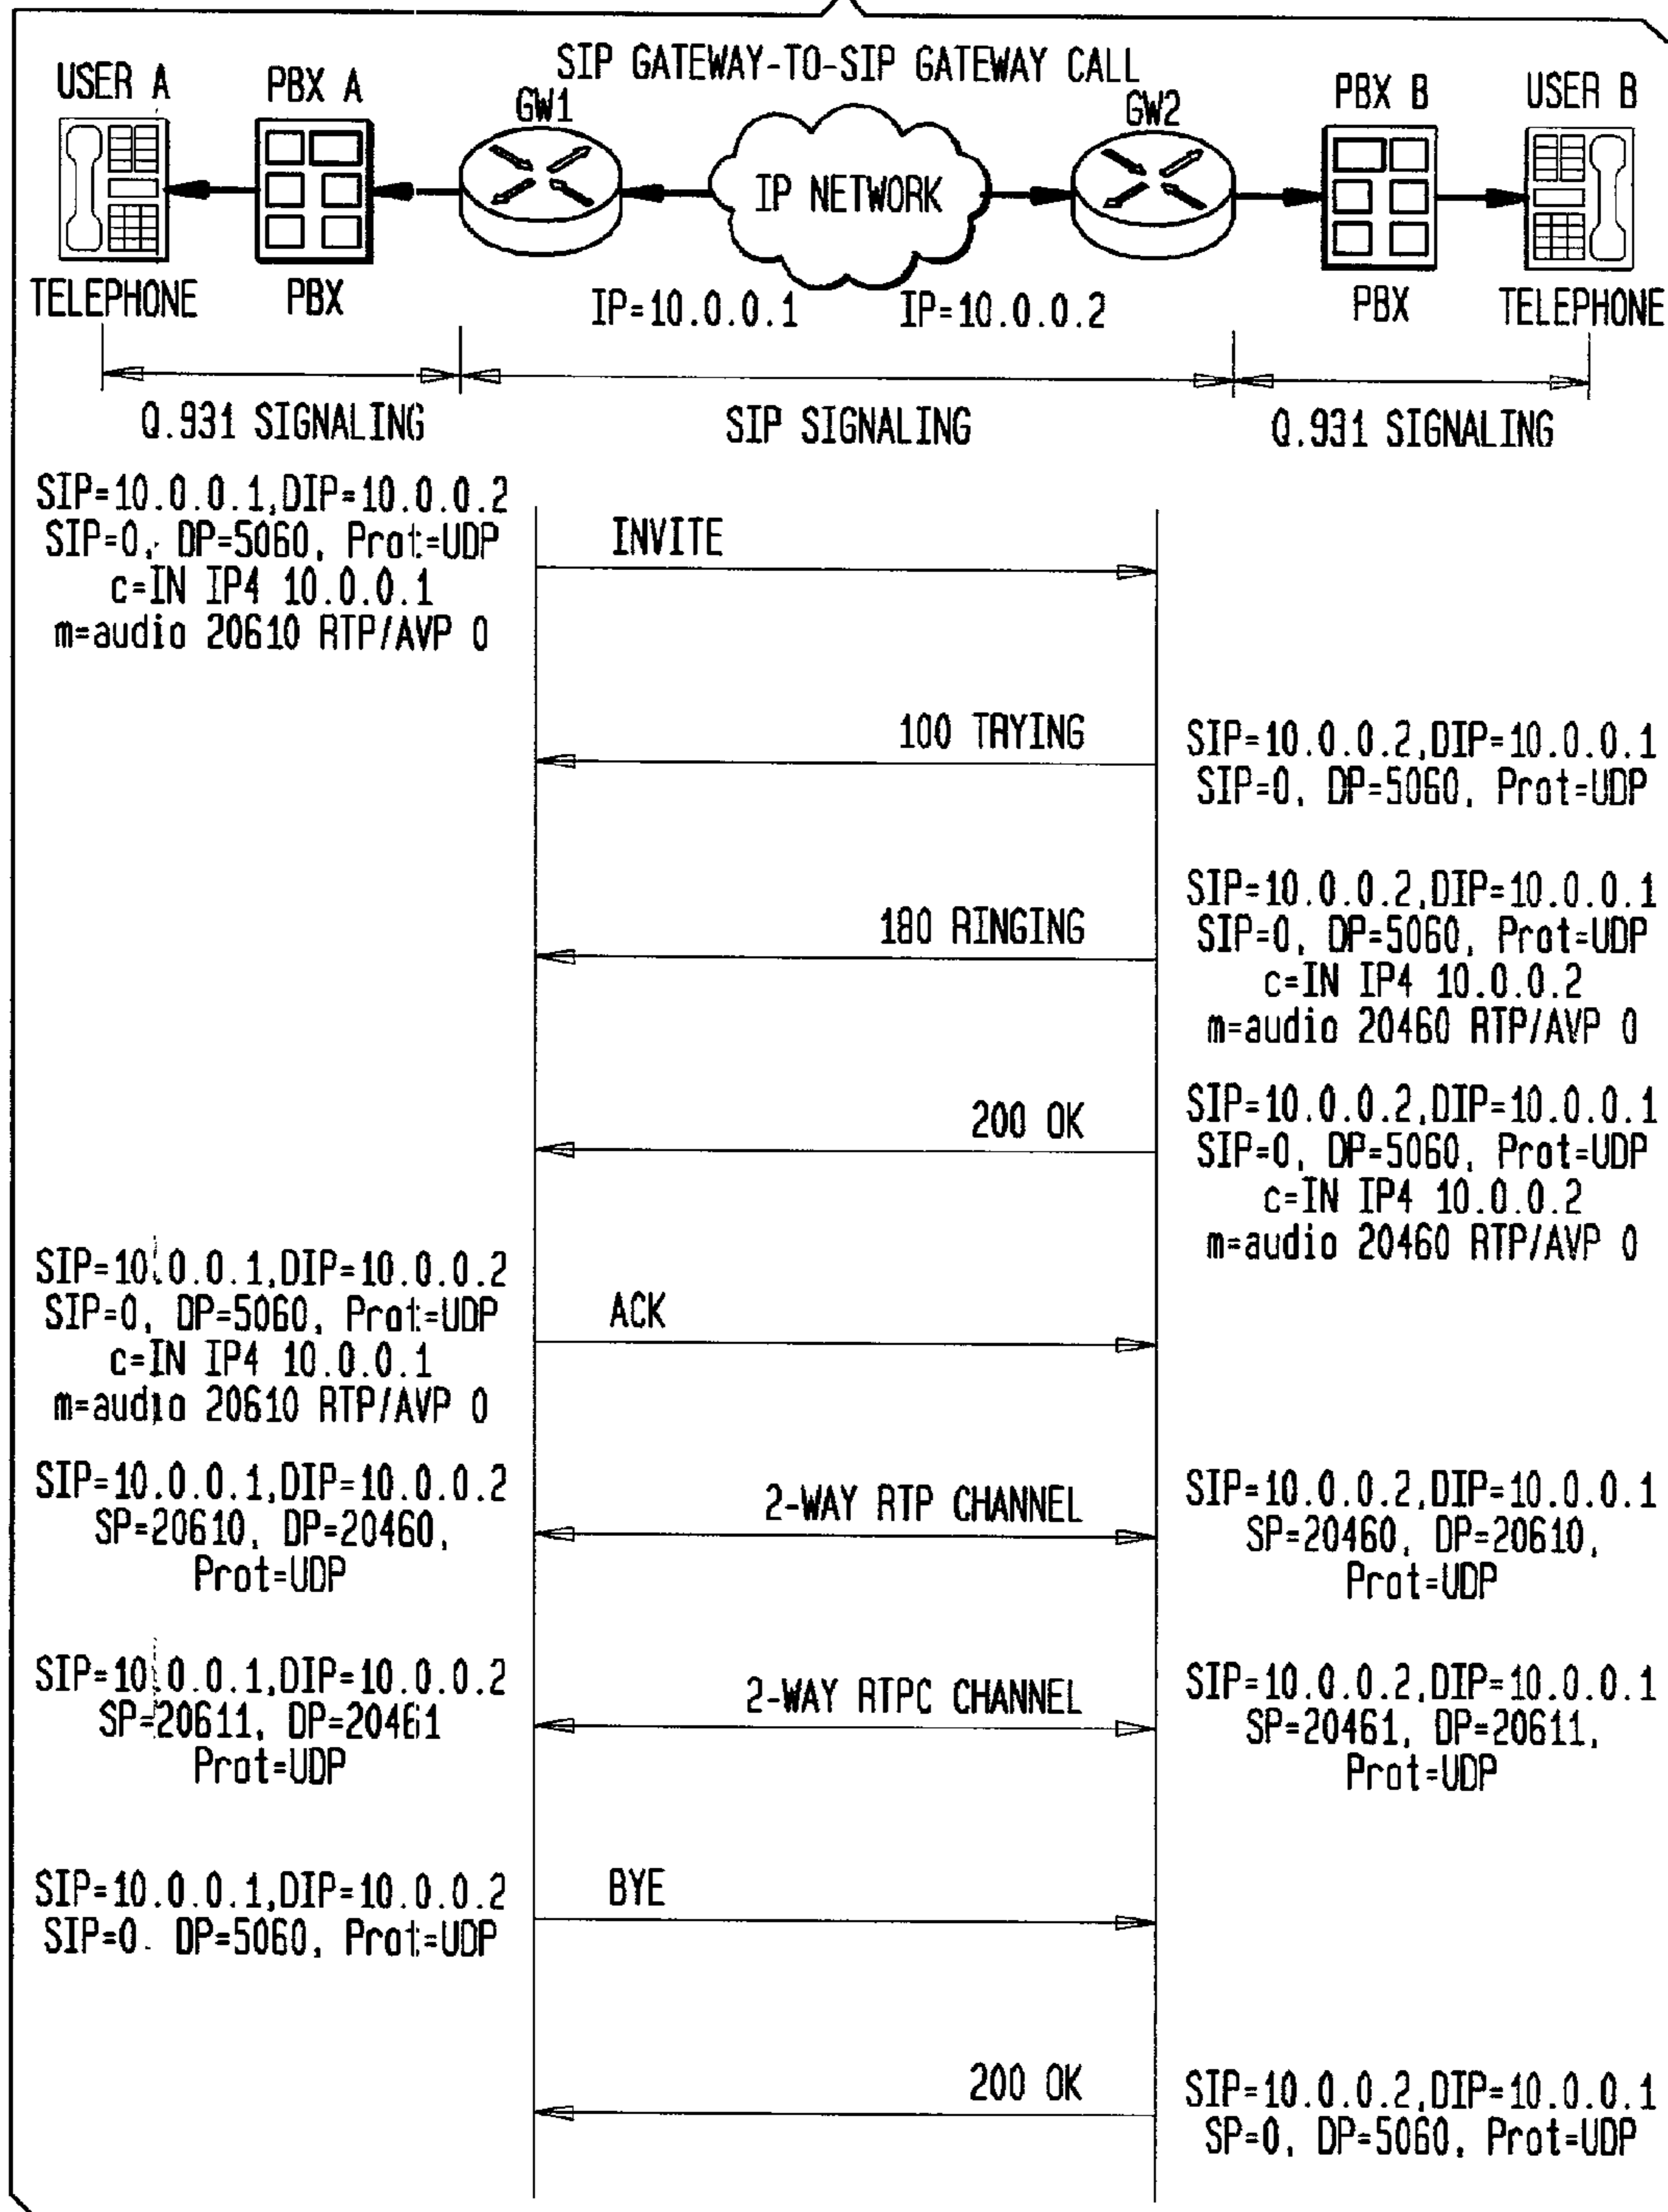 SIP GATEWAY-TO-SIP GATEWAY CALL
USER A
PBX A
GW1
GW2
PBX B
USER B
IP NETWORK
TELEPHONE
PBX
IP=10.0.0.1
IP=10.0.0.2
PBX
TELEPHONE
Q.931 SIGNALING
SIP SIGNALING
Q.931 SIGNALING
SIP=10.0.0.1,DIP=10.0.0.2
SIP=0, DP=5060, Prot=UDP
c=IN IP4 10.0.0.1
m=audio 20610 RTP/AVP 0
INVITE
100 TRYING
SIP=10.0.0.2,DIP=10.0.0.1
SIP=0, DP=5060, Prot=UDP
180 RINGING
SIP=10.0.0.2,DIP=10.0.0.1
SIP=0, DP=5060, Prot=UDP
c=IN IP4 10.0.0.2
m=audio 20460 RTP/AVP 0
200 OK
SIP=10.0.0.2,DIP=10.0.0.1
SIP=0, DP=5060, Prot=UDP
c=IN IP4 10.0.0.2
m=audio 20460 RTP/AVP 0
SIP=10.0.0.1,DIP=10.0.0.2
SIP=0, DP=5060, Prot=UDP
c=IN IP4 10.0.0.1
m=audio 20610 RTP/AVP 0
ACK
SIP=10.0.0.1,DIP=10.0.0.2
SP=20610, DP=20460,
Prot=UDP
2-WAY RTP CHANNEL
SIP=10.0.0.2,DIP=10.0.0.1
SP=20460, DP=20610,
Prot=UDP
SIP=10.0.0.1,DIP=10.0.0.2
SP=20611, DP=20461
Prot=UDP
2-WAY RTPC CHANNEL
SIP=10.0.0.2,DIP=10.0.0.1
SP=20461, DP=20611,
Prot=UDP
SIP=10.0.0.1,DIP=10.0.0.2
SIP=0. DP=5060, Prot=UDP
BYE
200 OK
SIP=10.0.0.2,DIP=10.0.0.1
SP=0, DP=5060, Prot=UDP